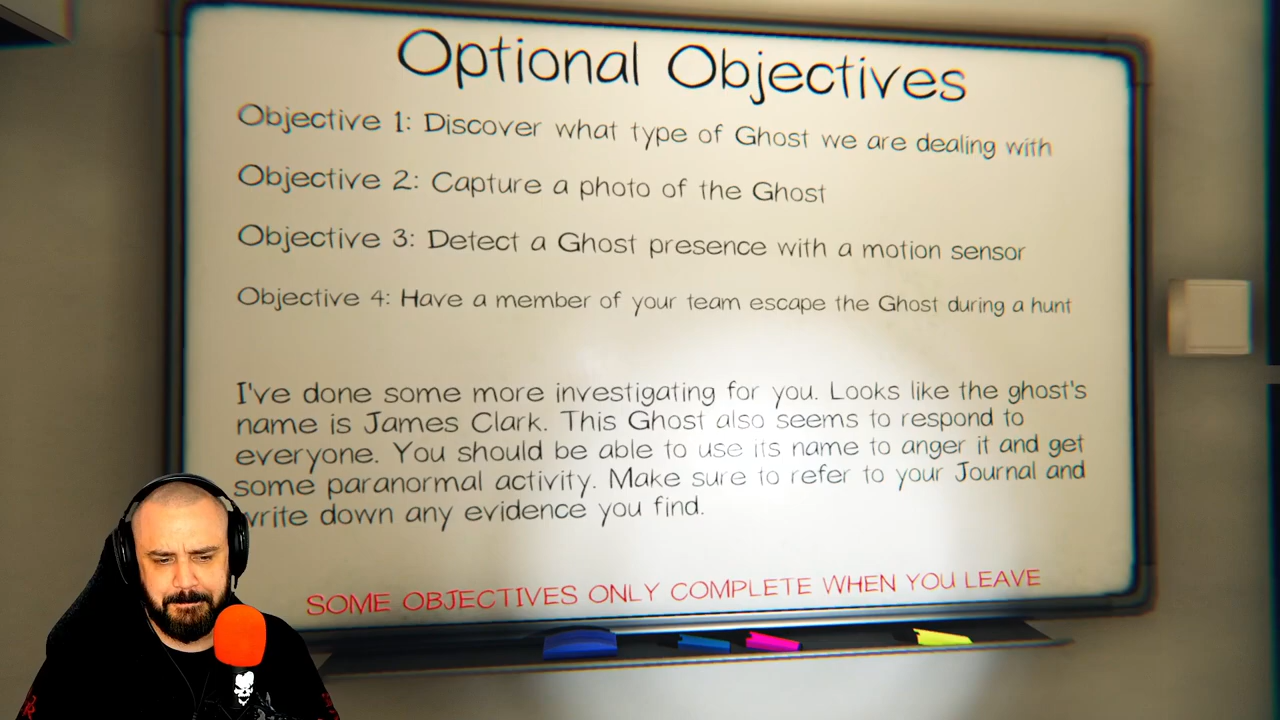 Optional Objectives
Objective 1: Discover what type of Ghost we are dealing with
Objective 2: Capture a photo of the Ghost
Objective 3: Detect a Ghost presence with a motion sensor
Objective 4: Have a member of your team escape the Ghost during a hunt
I've done some more investigating for you. Looks like the ghost's
name is James Clark. This Ghost also seems to respond to
everyone. You should be able to use its name to anger it and get
some paranormal activity. Make sure to refer to your Journal and
write down any evidence you find.
SOME OBJECTIVES ONLY COMPLETE WHEN YOU LEAVE